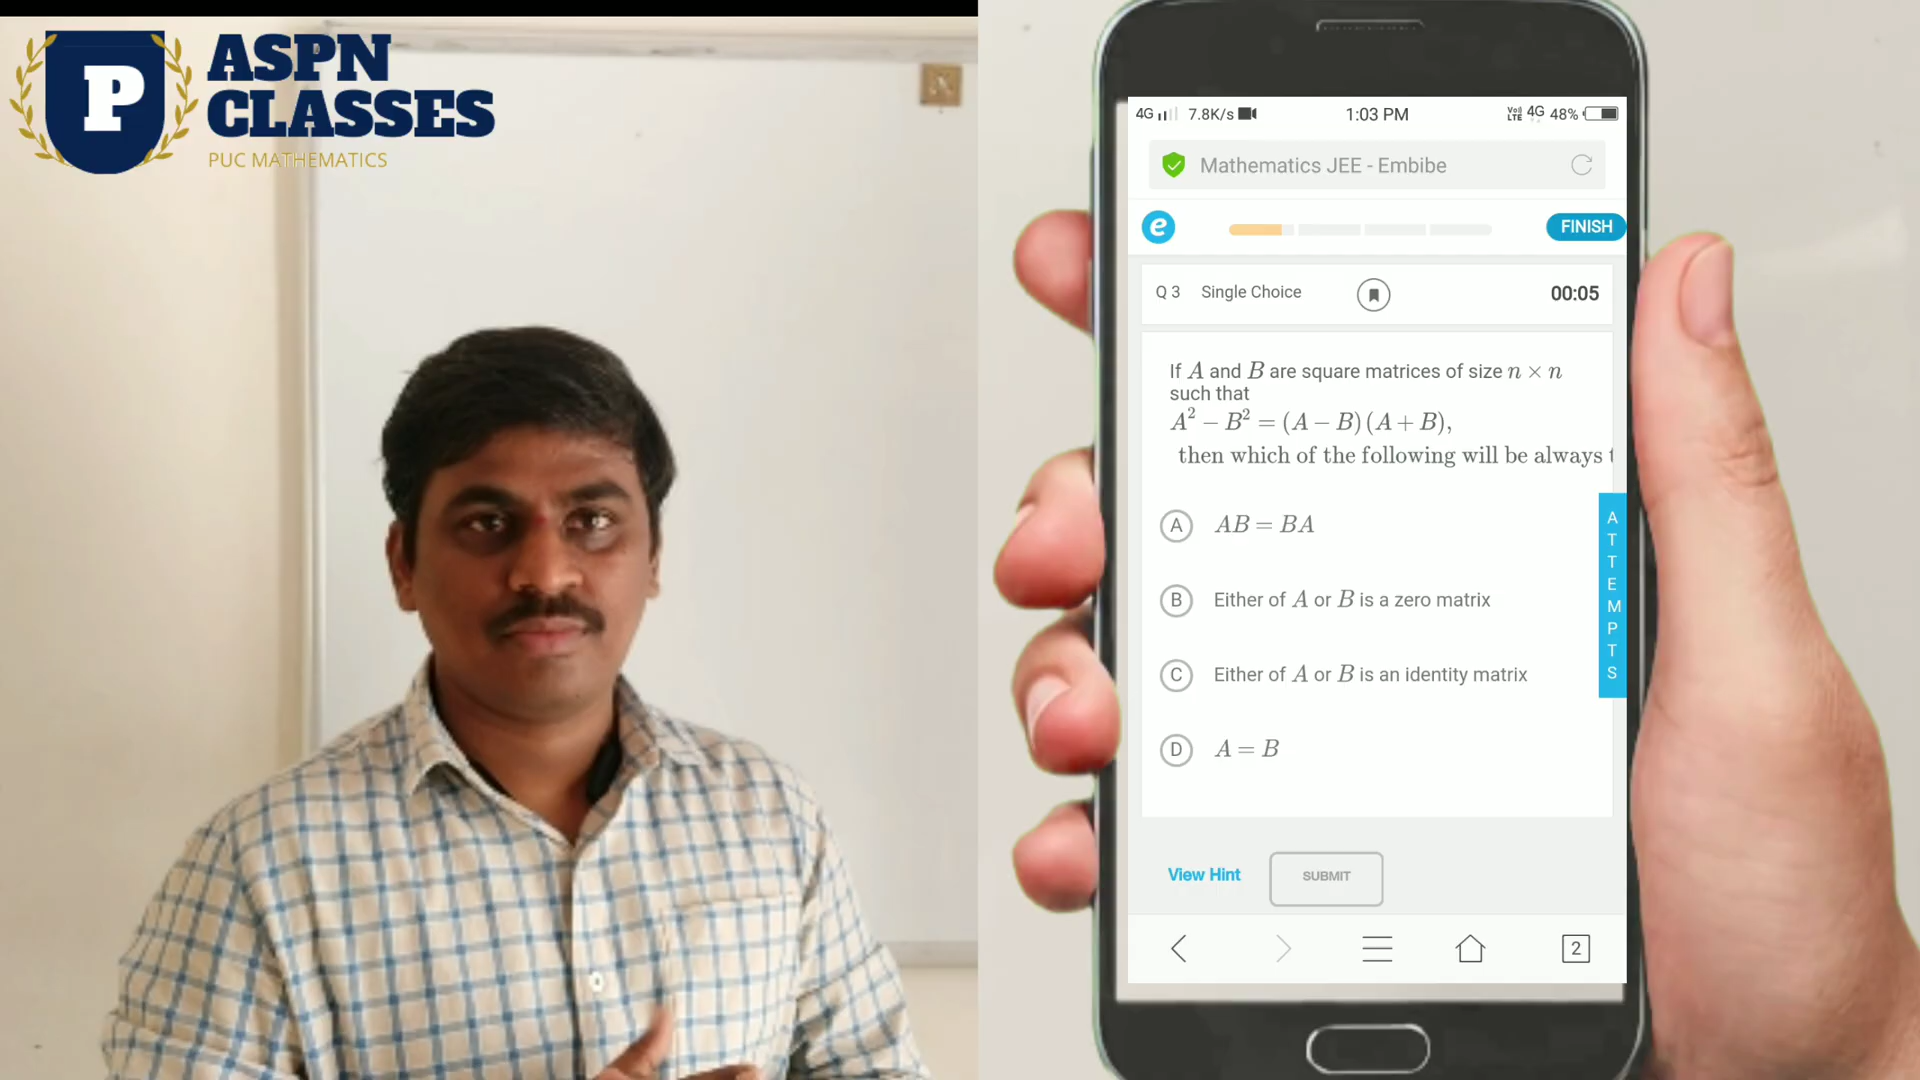 P
ASPN
CLASSES
PUC MATHEMATICS
4G 7.8K/s 1:03 PM VoLTE 4G 48%
Mathematics JEE - Embibe
e
FINISH
Q 3 Single Choice 00:05
If A and B are square matrices of size n × n
such that
A² − B² = (A − B)(A + B),
then which of the following will be always t
A AB = BA
B Either of A or B is a zero matrix
C Either of A or B is an identity matrix
D A = B
ATTEMPTS
View Hint SUBMIT
2